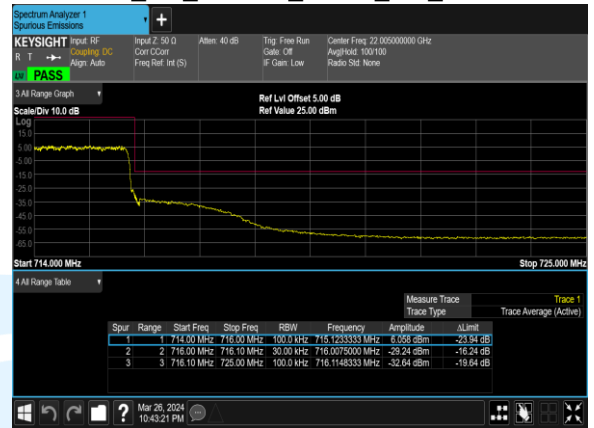 Spectrum Analyzer 1
Spurious Emissions
+
KEYSIGHT Input: RF Input Z: 50 Ω Atten: 40 dB Trig: Free Run Center Freq: 22.005000000 GHz
R T Coupling: DC Corr CCorr Gate: Off Avg|Hold: 100/100
Align: Auto Freq Ref: Int (S) IF Gain: Low Radio Std: None
PASS
3 All Range Graph
Ref Lvl Offset 5.00 dB
Scale/Div 10.0 dB Ref Value 25.00 dBm
Log
15.0
5.00
-5.00
-15.0
-25.0
-35.0
-45.0
-55.0
-65.0
Start 714.000 MHz Stop 725.000 MHz
4 All Range Table
Measure Trace Trace 1
Trace Type Trace Average (Active)
Spur Range Start Freq Stop Freq RBW Frequency Amplitude ΔLimit
1 1 714.00 MHz 716.00 MHz 100.0 kHz 715.1233333 MHz 6.058 dBm -23.94 dB
2 2 716.00 MHz 716.10 MHz 30.00 kHz 716.0075000 MHz -29.24 dBm -16.24 dB
3 3 716.10 MHz 725.00 MHz 100.0 kHz 716.1148333 MHz -32.64 dBm -19.64 dB
? Mar 26, 2024
10:43:21 PM